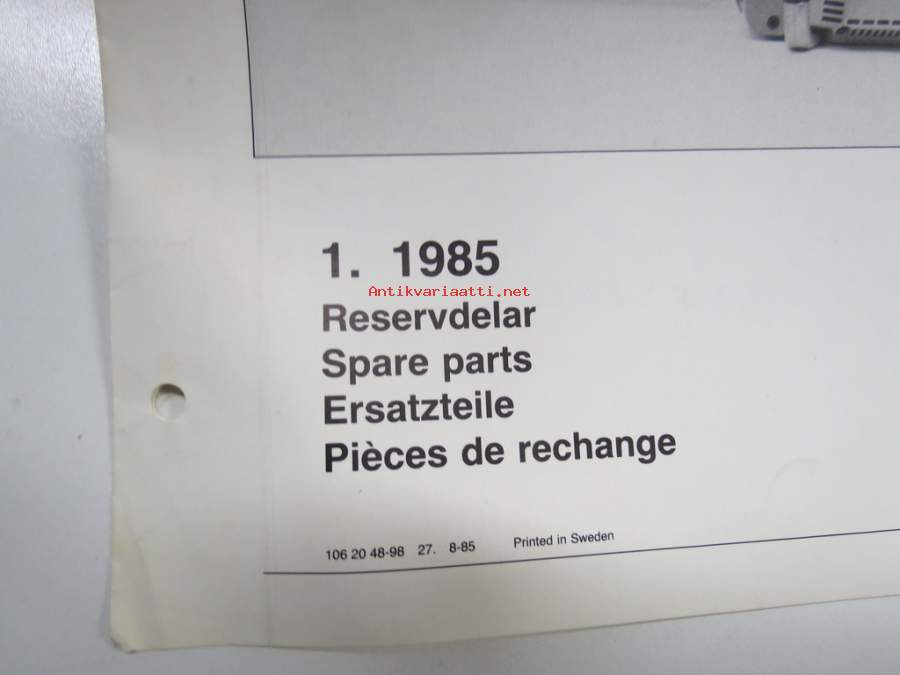 1. 1985
Antikvariaatti.net
Reservdelar
Spare parts
Ersatzteile
Pièces de rechange
106 20 48-98 27. 8-85 Printed in Sweden